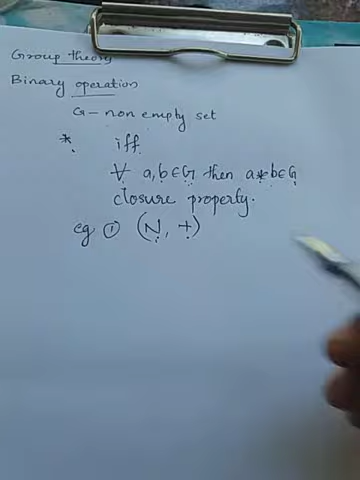 Group theory
Binary operation
G - non empty set
* iff
∀ a, b ∈ G then a * b ∈ G
closure property.
eg ① (N, +)